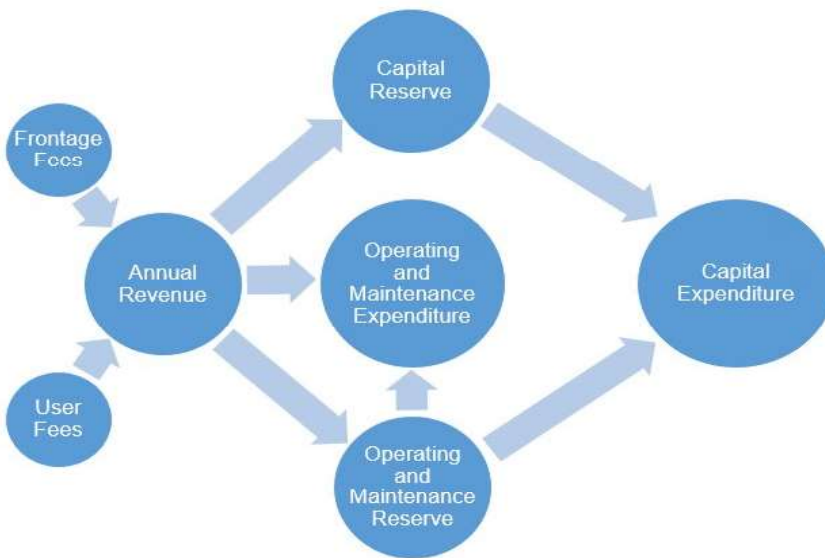 Capital
Reserve
Frontage
Fees
Annual
Revenue
Operating
and
Maintenance
Expenditure
Capital
Expenditure
User
Fees
Operating
and
Maintenance
Reserve